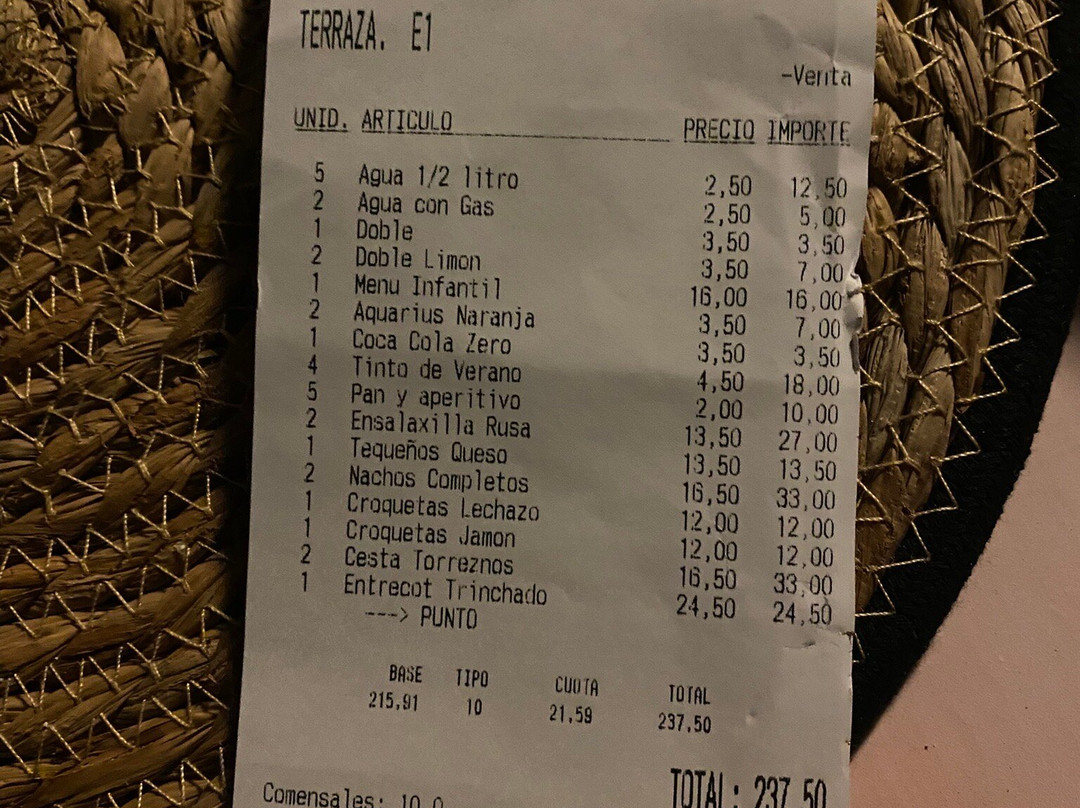 TERRAZA. E1
-Venta
UNID. ARTICULO PRECIO IMPORTE
5 Agua 1/2 litro 2,50 12,50
2 Agua con Gas 2,50 5,00
1 Doble 3,50 3,50
2 Doble Limon 3,50 7,00
1 Menu Infantil 16,00 16,00
2 Aquarius Naranja 3,50 7,00
1 Coca Cola Zero 3,50 3,50
4 Tinto de Verano 4,50 18,00
5 Pan y aperitivo 2,00 10,00
2 Ensalaxilla Rusa 13,50 27,00
1 Tequeños Queso 13,50 13,50
2 Nachos Completos 16,50 33,00
1 Croquetas Lechazo 12,00 12,00
1 Croquetas Jamon 12,00 12,00
2 Cesta Torreznos 16,50 33,00
1 Entrecot Trinchado 24,50 24,50
---> PUNTO
BASE TIPO CUOTA TOTAL
215,91 10 21,59 237,50
TOTAL: 237,50
Comensales: 10,0